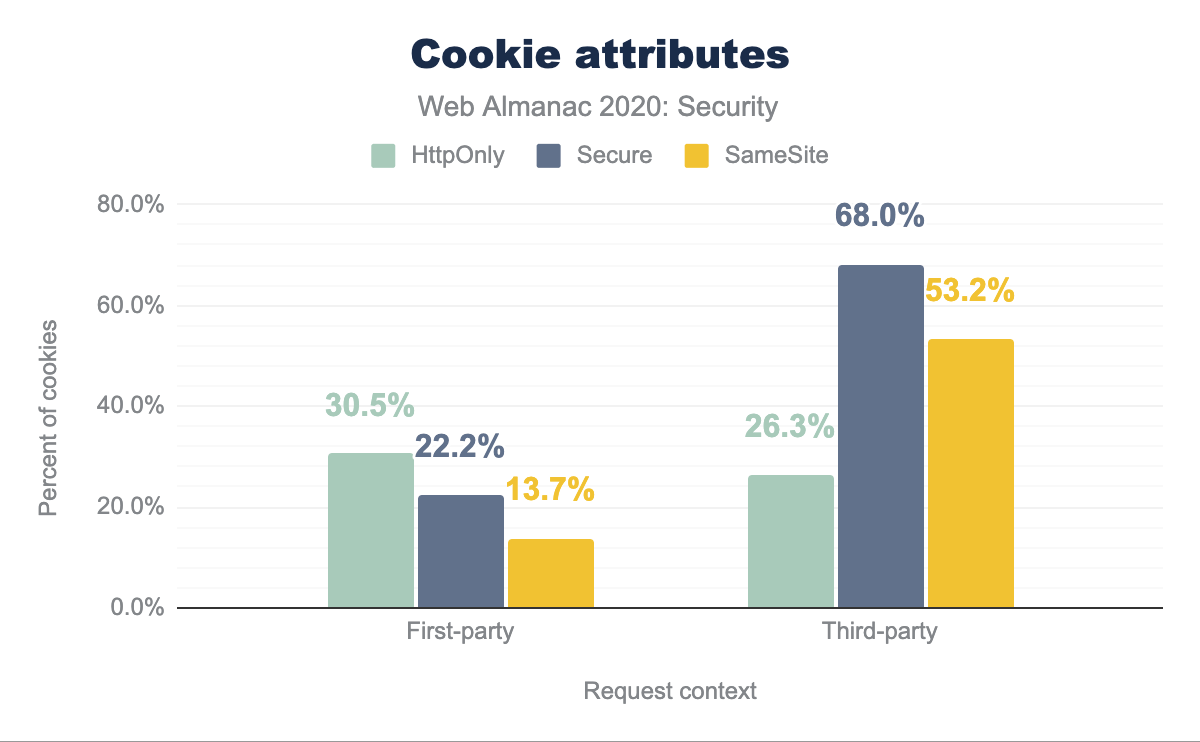 Cookie attributes
Web Almanac 2020: Security
HttpOnly Secure SameSite
80.0%
60.0%
40.0%
20.0%
0.0%
Percent of cookies
30.5%
22.2%
13.7%
26.3%
68.0%
53.2%
First-party
Third-party
Request context